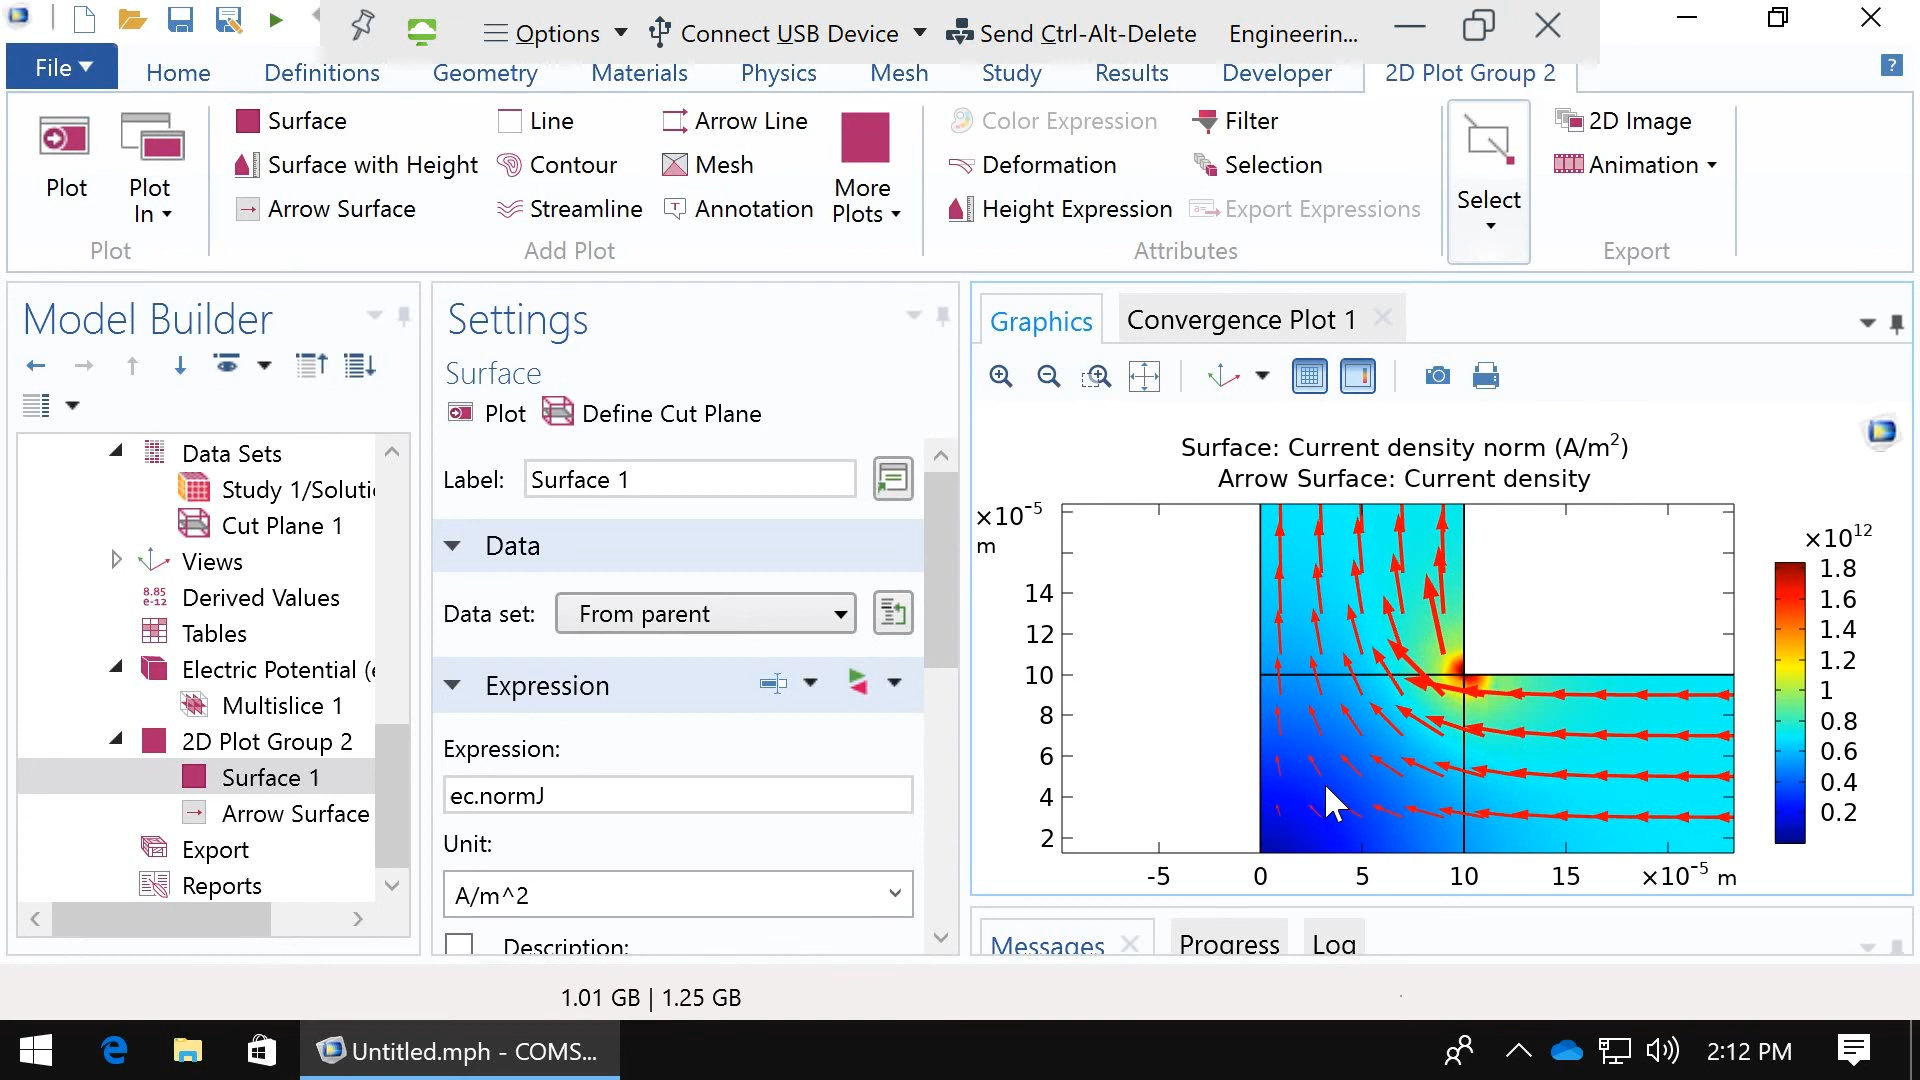 Options
Connect USB Device
Send Ctrl-Alt-Delete
Engineerin...
File
Home
Definitions
Geometry
Materials
Physics
Mesh
Study
Results
Developer
2D Plot Group 2
?
Plot
Plot In
Plot
Surface
Surface with Height
Arrow Surface
Line
Contour
Streamline
Arrow Line
Mesh
Annotation
More Plots
Add Plot
Color Expression
Deformation
Height Expression
Filter
Selection
Export Expressions
Attributes
Select
2D Image
Animation
Export
Model Builder
Data Sets
Study 1/Soluti
Cut Plane 1
Views
8.85
e-12
Derived Values
Tables
Electric Potential (e
Multislice 1
2D Plot Group 2
Surface 1
Arrow Surface
Export
Reports
Settings
Surface
Plot
Define Cut Plane
Label: Surface 1
Data
Data set: From parent
Expression
Expression:
ec.normJ
Unit:
A/m^2
Description:
Graphics
Convergence Plot 1
Surface: Current density norm (A/m²)
Arrow Surface: Current density
×10⁻⁵
m
14
12
10
8
6
4
2
-5 0 5 10 15 ×10⁻⁵ m
×10¹²
1.8
1.6
1.4
1.2
1
0.8
0.6
0.4
0.2
Messages
Progress
Log
1.01 GB | 1.25 GB
Untitled.mph - COMS...
2:12 PM